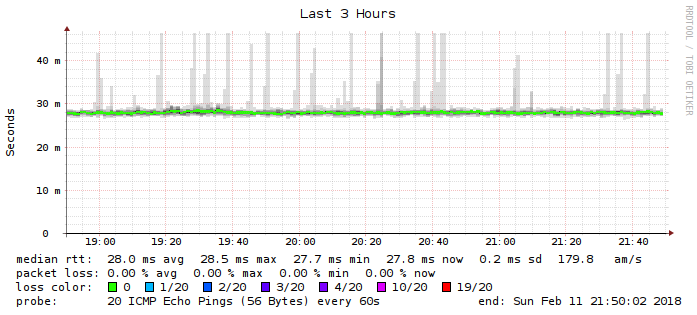 Last 3 Hours
RRDTOOL / TOBI OETIKER
Seconds
40 m
30 m
20 m
10 m
0
19:00 19:20 19:40 20:00 20:20 20:40 21:00 21:20 21:40
median rtt: 28.0 ms avg 28.5 ms max 27.7 ms min 27.8 ms now 0.2 ms sd 179.8 am/s
packet loss: 0.00 % avg 0.00 % max 0.00 % min 0.00 % now
loss color: 0 1/20 2/20 3/20 4/20 10/20 19/20
probe: 20 ICMP Echo Pings (56 Bytes) every 60s end: Sun Feb 11 21:50:02 2018